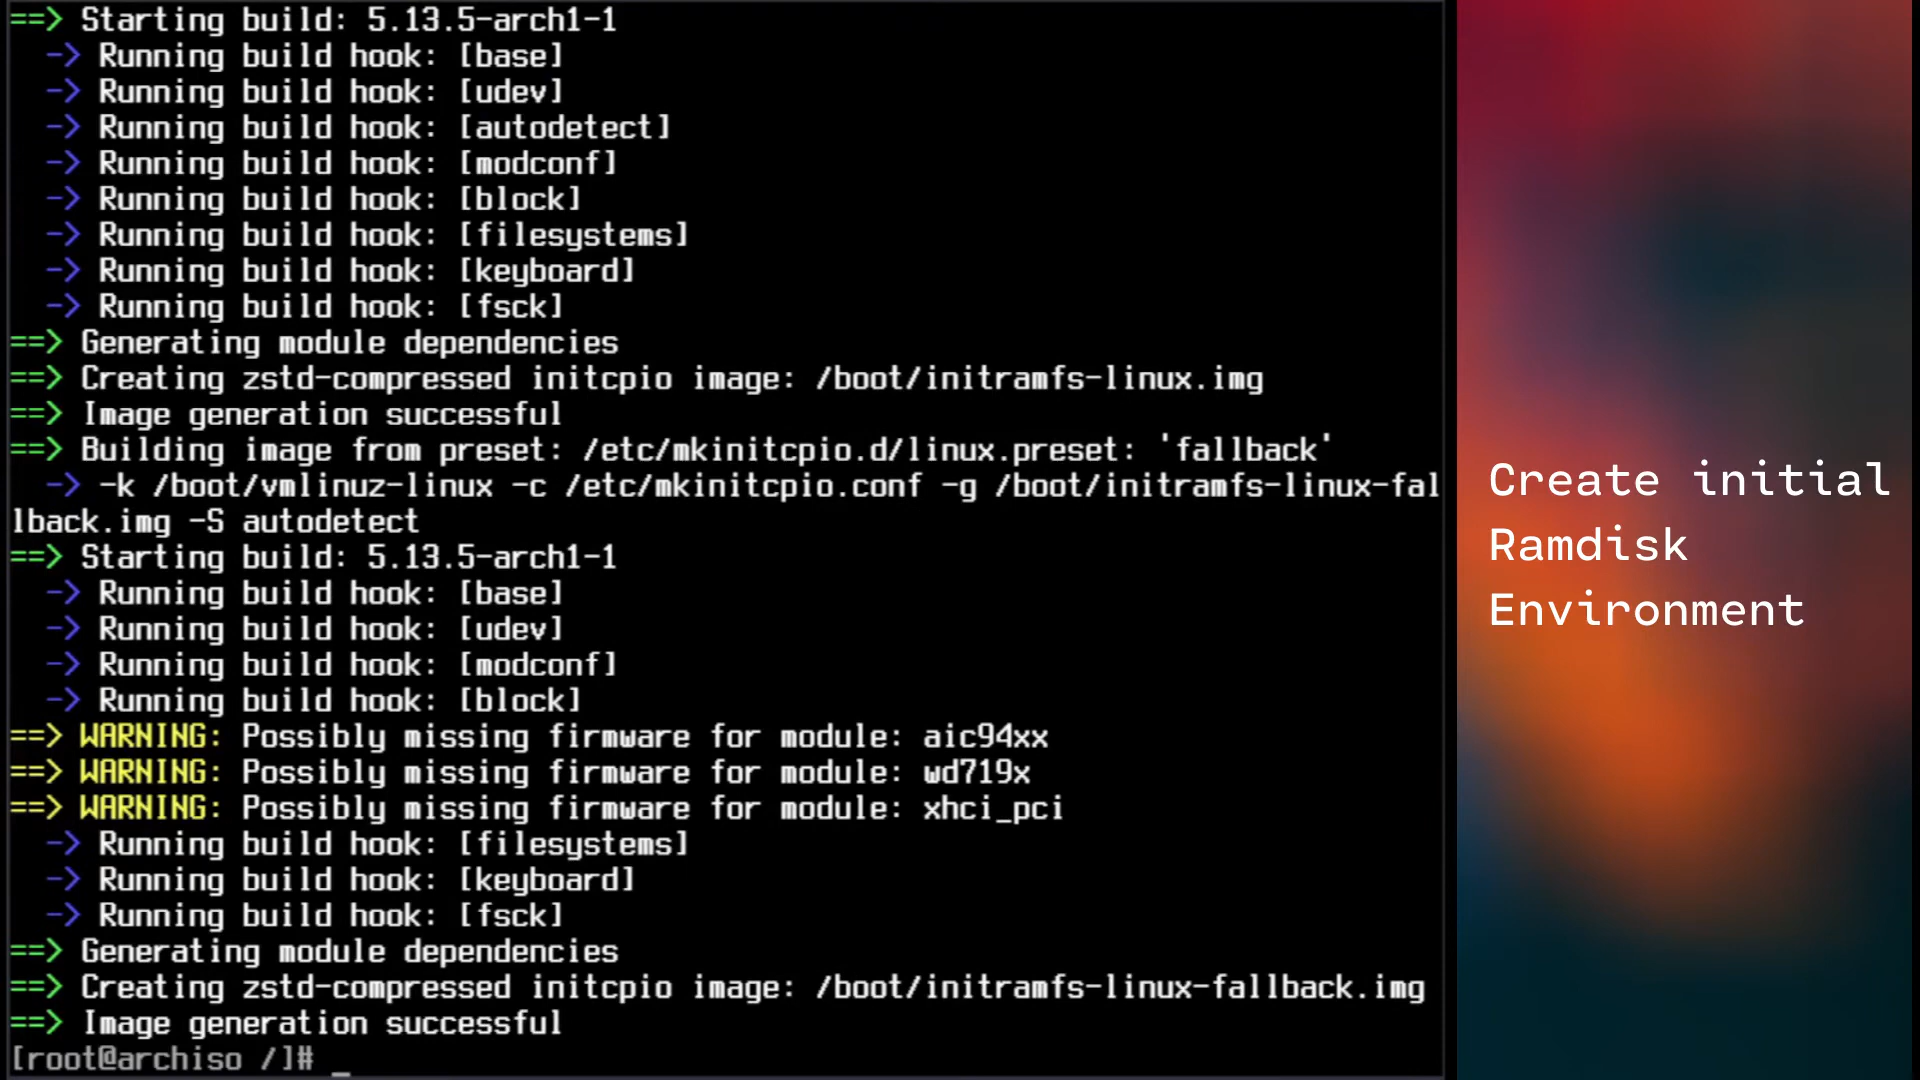 ==> Starting build: 5.13.5-arch1-1
  -> Running build hook: [base]
  -> Running build hook: [udev]
  -> Running build hook: [autodetect]
  -> Running build hook: [modconf]
  -> Running build hook: [block]
  -> Running build hook: [filesystems]
  -> Running build hook: [keyboard]
  -> Running build hook: [fsck]
==> Generating module dependencies
==> Creating zstd-compressed initcpio image: /boot/initramfs-linux.img
==> Image generation successful
==> Building image from preset: /etc/mkinitcpio.d/linux.preset: 'fallback'
  -> -k /boot/vmlinuz-linux -c /etc/mkinitcpio.conf -g /boot/initramfs-linux-fal
lback.img -S autodetect
==> Starting build: 5.13.5-arch1-1
  -> Running build hook: [base]
  -> Running build hook: [udev]
  -> Running build hook: [modconf]
  -> Running build hook: [block]
==> WARNING: Possibly missing firmware for module: aic94xx
==> WARNING: Possibly missing firmware for module: wd719x
==> WARNING: Possibly missing firmware for module: xhci_pci
  -> Running build hook: [filesystems]
  -> Running build hook: [keyboard]
  -> Running build hook: [fsck]
==> Generating module dependencies
==> Creating zstd-compressed initcpio image: /boot/initramfs-linux-fallback.img
==> Image generation successful
[root@archiso /]# _
Create initial
Ramdisk
Environment